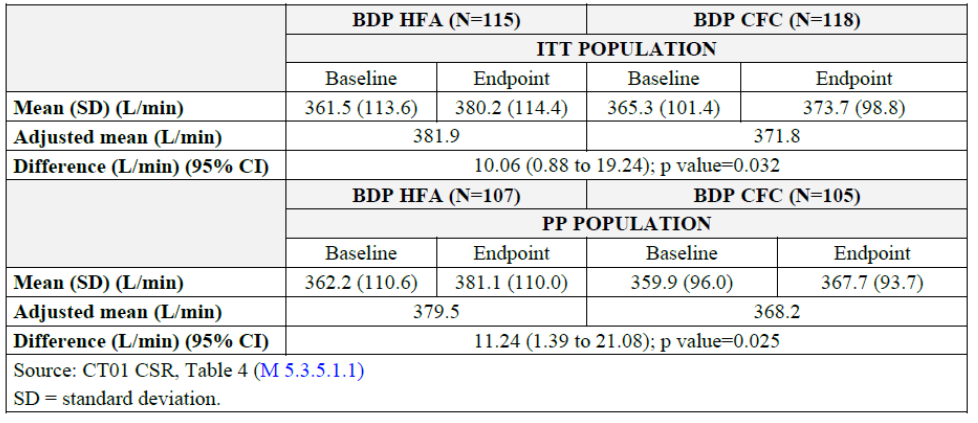 BDP HFA (N=115) BDP CFC (N=118)
ITT POPULATION
Baseline Endpoint Baseline Endpoint
Mean (SD) (L/min) 361.5 (113.6) 380.2 (114.4) 365.3 (101.4) 373.7 (98.8)
Adjusted mean (L/min) 381.9 371.8
Difference (L/min) (95% CI) 10.06 (0.88 to 19.24); p value=0.032
BDP HFA (N=107) BDP CFC (N=105)
PP POPULATION
Baseline Endpoint Baseline Endpoint
Mean (SD) (L/min) 362.2 (110.6) 381.1 (110.0) 359.9 (96.0) 367.7 (93.7)
Adjusted mean (L/min) 379.5 368.2
Difference (L/min) (95% CI) 11.24 (1.39 to 21.08); p value=0.025
Source: CT01 CSR, Table 4 (M 5.3.5.1.1)
SD = standard deviation.